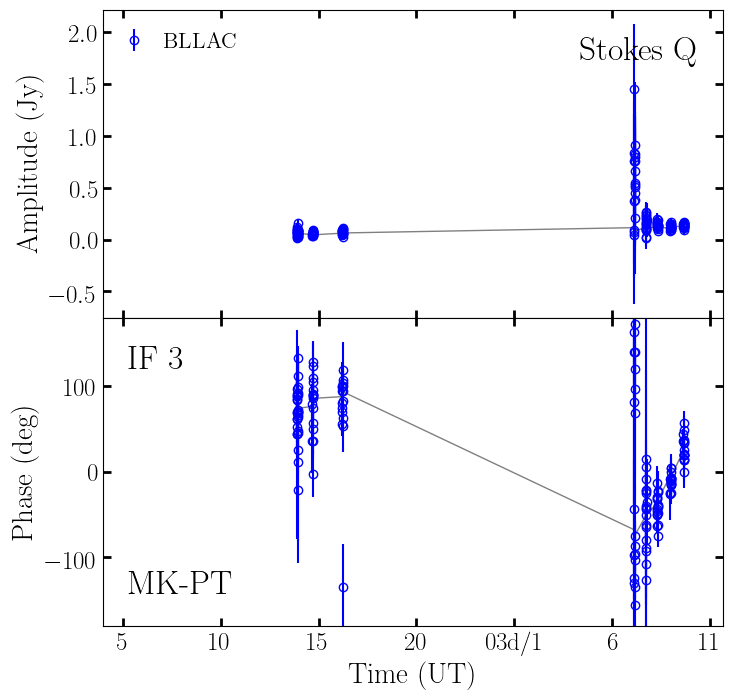 2.0
BLLAC
Stokes Q
1.5
1.0
0.5
0.0
−0.5
Amplitude (Jy)
IF 3
100
0
−100
Phase (deg)
MK-PT
5 10 15 20 03d/1 6 11
Time (UT)